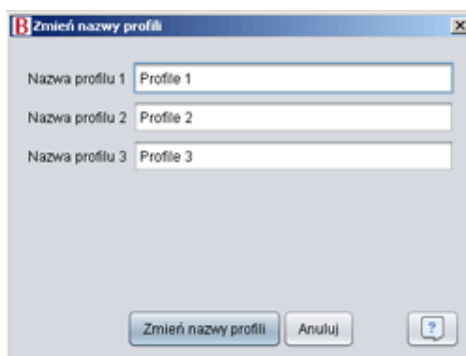 B Zmień nazwy profili
Nazwa profilu 1 Profile 1
Nazwa profilu 2 Profile 2
Nazwa profilu 3 Profile 3
Zmień nazwy profili Anuluj ?